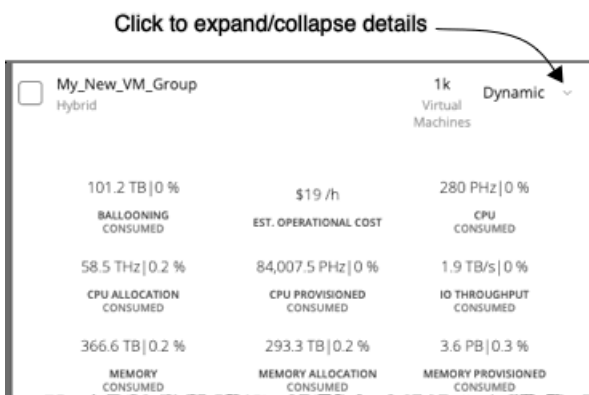 Click to expand/collapse details
My_New_VM_Group
Hybrid
1k
Virtual
Machines
Dynamic
101.2 TB|0 %
BALLOONING
CONSUMED
$19 /h
EST. OPERATIONAL COST
280 PHz|0 %
CPU
CONSUMED
58.5 THz|0.2 %
CPU ALLOCATION
CONSUMED
84,007.5 PHz|0 %
CPU PROVISIONED
CONSUMED
1.9 TB/s|0 %
IO THROUGHPUT
CONSUMED
366.6 TB|0.2 %
MEMORY
CONSUMED
293.3 TB|0.2 %
MEMORY ALLOCATION
CONSUMED
3.6 PB|0.3 %
MEMORY PROVISIONED
CONSUMED